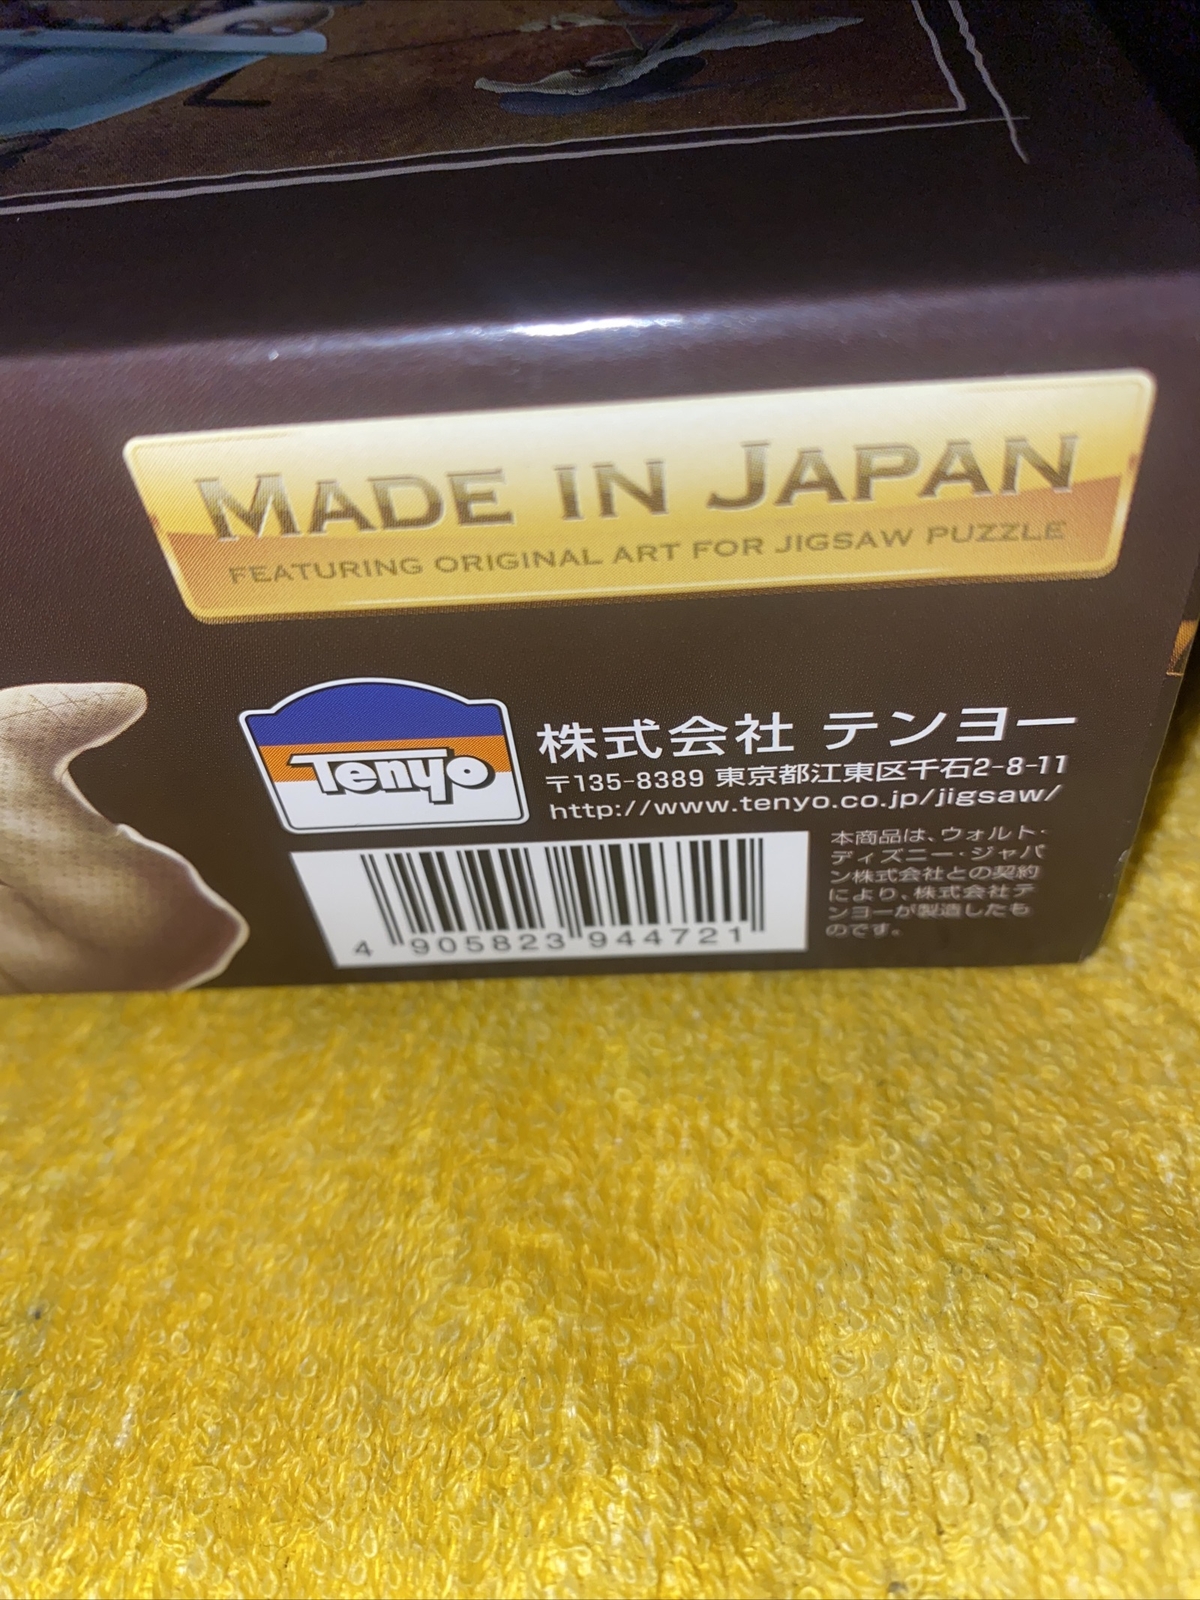 MADE IN JAPAN
FEATURING ORIGINAL ART FOR JIGSAW PUZZLE
Tenyo
株式会社 テンヨー
〒135-8389 東京都江東区千石2-8-11
http://www.tenyo.co.jp/jigsaw/
4 905823 944721
本商品は、ウォルト・
ディズニー・ジャパ
ン株式会社との契約
により、株式会社テ
ンヨーが製造したも
のです。